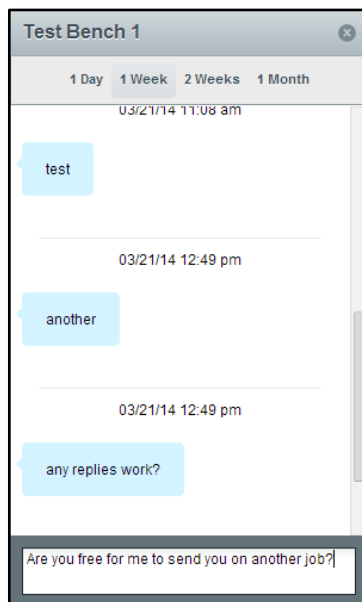 Test Bench 1
1 Day 1 Week 2 Weeks 1 Month
03/21/14 11:08 am
test
03/21/14 12:49 pm
another
03/21/14 12:49 pm
any replies work?
Are you free for me to send you on another job?